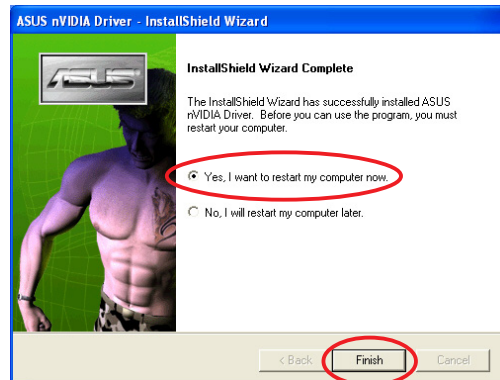 ASUS nVIDIA Driver - InstallShield Wizard
ASUS
InstallShield Wizard Complete
The InstallShield Wizard has successfully installed ASUS
nVIDIA Driver. Before you can use the program, you must
restart your computer.
Yes, I want to restart my computer now.
No, I will restart my computer later.
< Back
Finish
Cancel